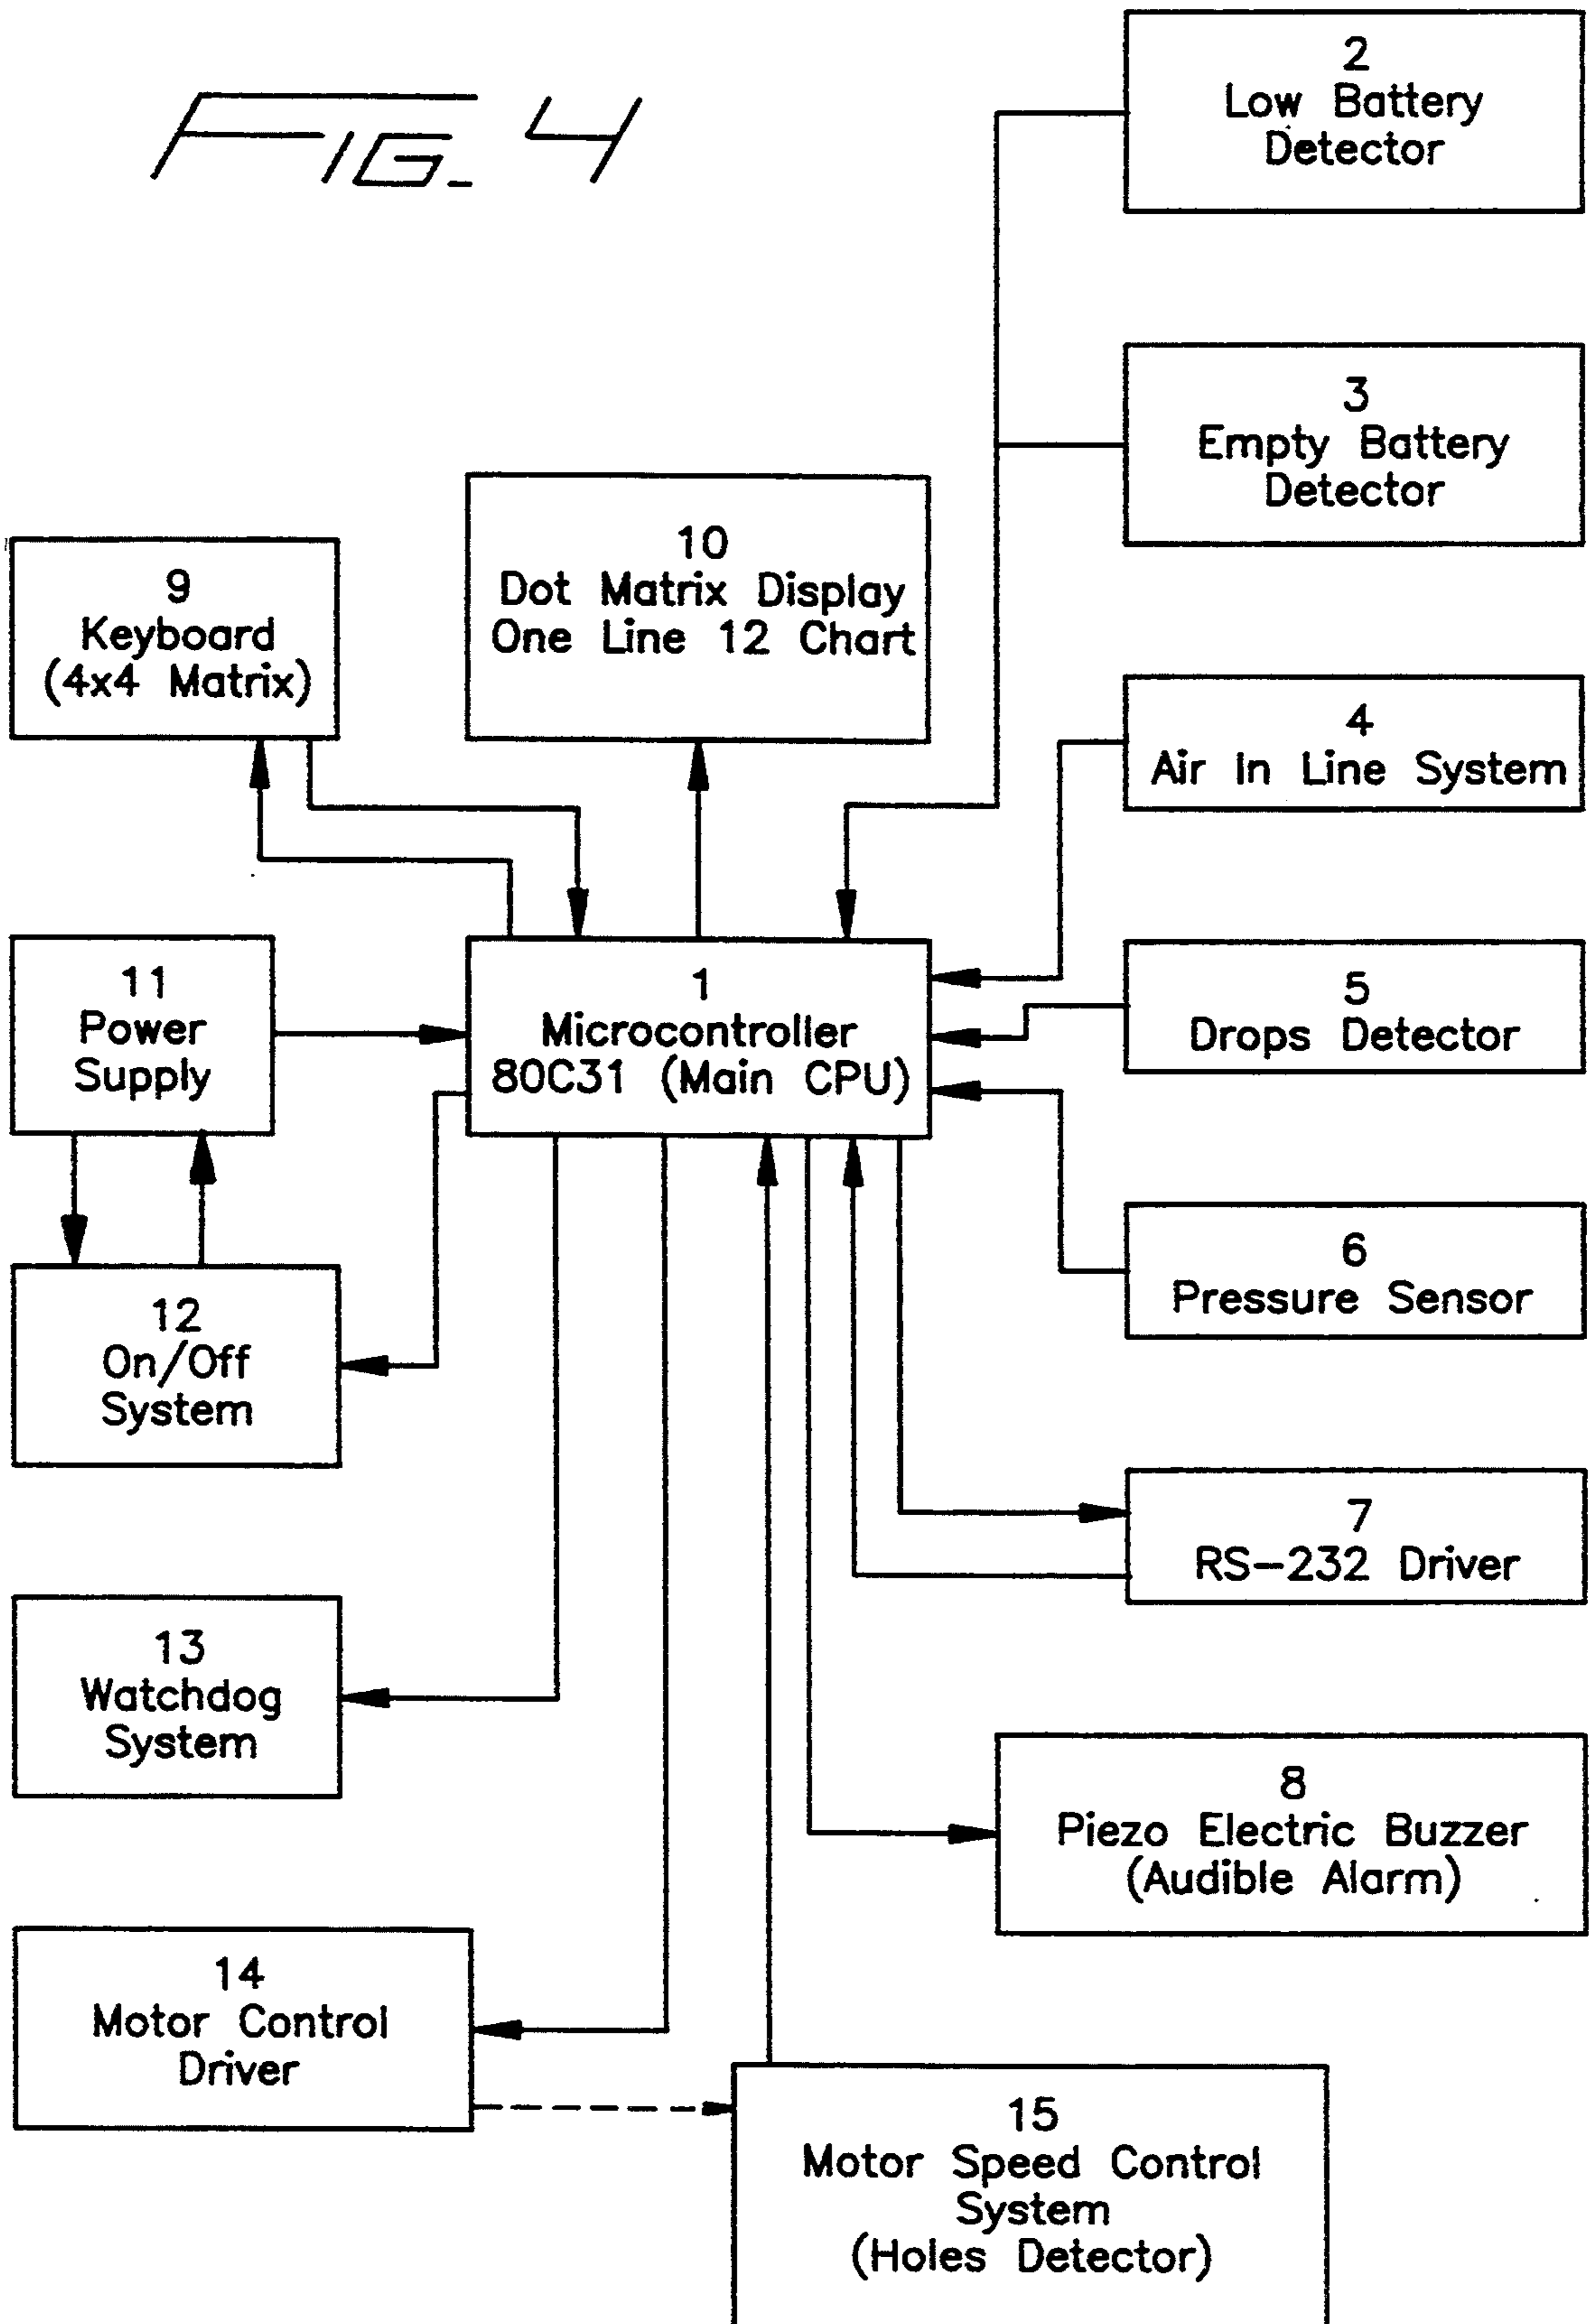 FIG. 4
2
Low Battery
Detector
3
Empty Battery
Detector
10
Dot Matrix Display
One Line 12 Chart
9
Keyboard
(4x4 Matrix)
4
Air In Line System
11
Power
Supply
1
Microcontroller
80C31 (Main CPU)
5
Drops Detector
6
Pressure Sensor
12
On/Off
System
7
RS-232 Driver
13
Watchdog
System
8
Piezo Electric Buzzer
(Audible Alarm)
14
Motor Control
Driver
15
Motor Speed Control
System
(Holes Detector)